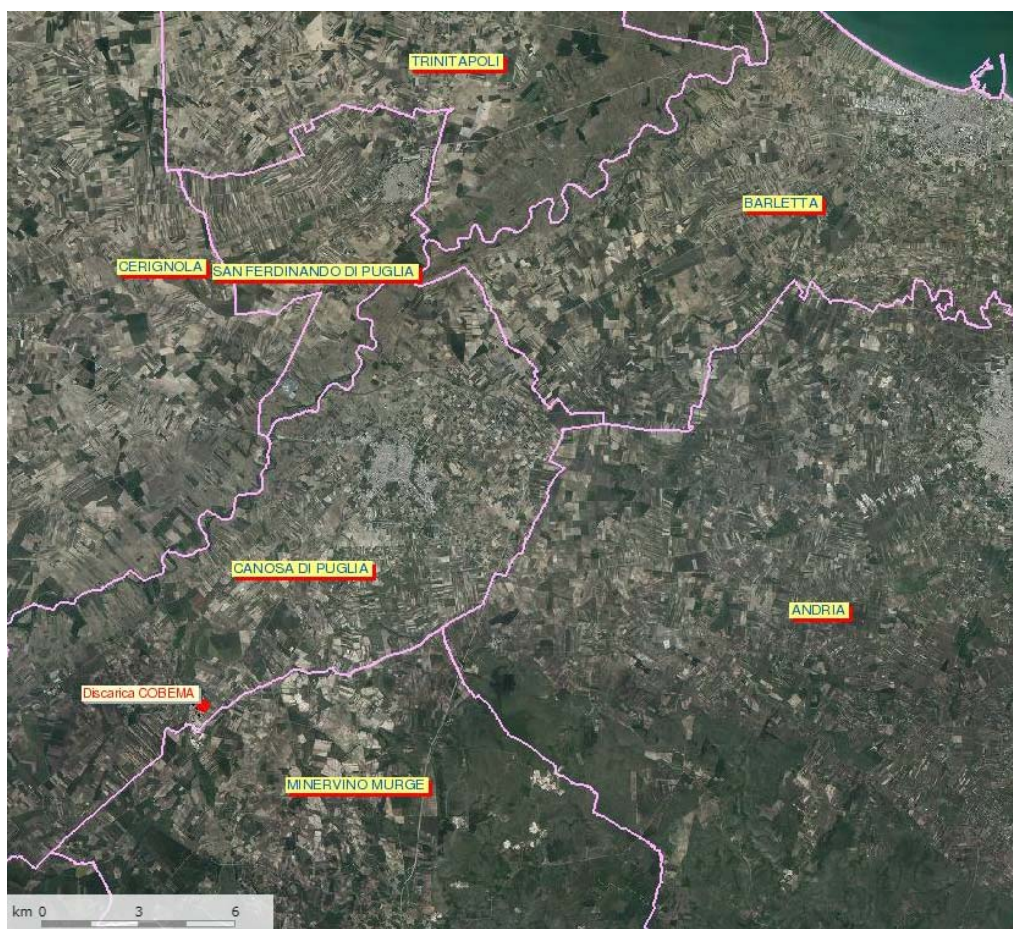 TRINITAPOLI
BARLETTA
CERIGNOLA
SAN FERDINANDO DI PUGLIA
CANOSA DI PUGLIA
ANDRIA
Discarica COBEMA
MINERVINO MURGE
km 0 3 6